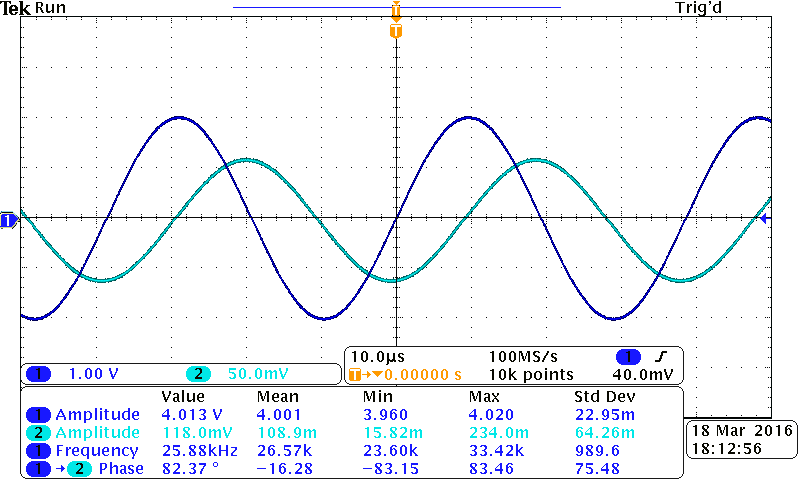 Tek Run Trig'd
T
T
1
1 1.00 V 2 50.0mV
10.0µs 100MS/s 1
T→▼0.00000 s 10k points 40.0mV
Value Mean Min Max Std Dev
1 Amplitude 4.013 V 4.001 3.960 4.020 22.95m
2 Amplitude 118.0mV 108.9m 15.82m 234.0m 64.26m
1 Frequency 25.88kHz 26.57k 23.60k 33.42k 989.6
1 → 2 Phase 82.37 ° −16.28 −83.15 83.46 75.48
18 Mar 2016
18:12:56